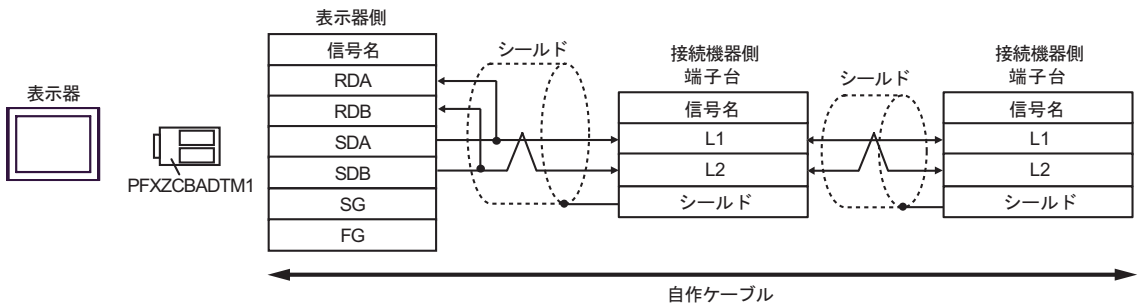 表示器
PFXZCBADTM1
表示器側
信号名
RDA
RDB
SDA
SDB
SG
FG
シールド
接続機器側
端子台
信号名
L1
L2
シールド
シールド
接続機器側
端子台
信号名
L1
L2
シールド
自作ケーブル